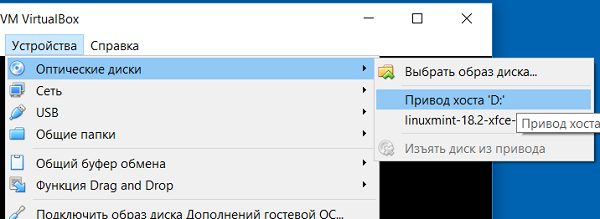 VM VirtualBox
Устройства Справка
Оптические диски
Выбрать образ диска...
Сеть
Привод хоста 'D:'
USB
linuxmint-18.2-xfce-
Привод хоста
Общие папки
Изъять диск из привода
Общий буфер обмена
Функция Drag and Drop
Подключить образ диска Дополнений гостевой ОС...